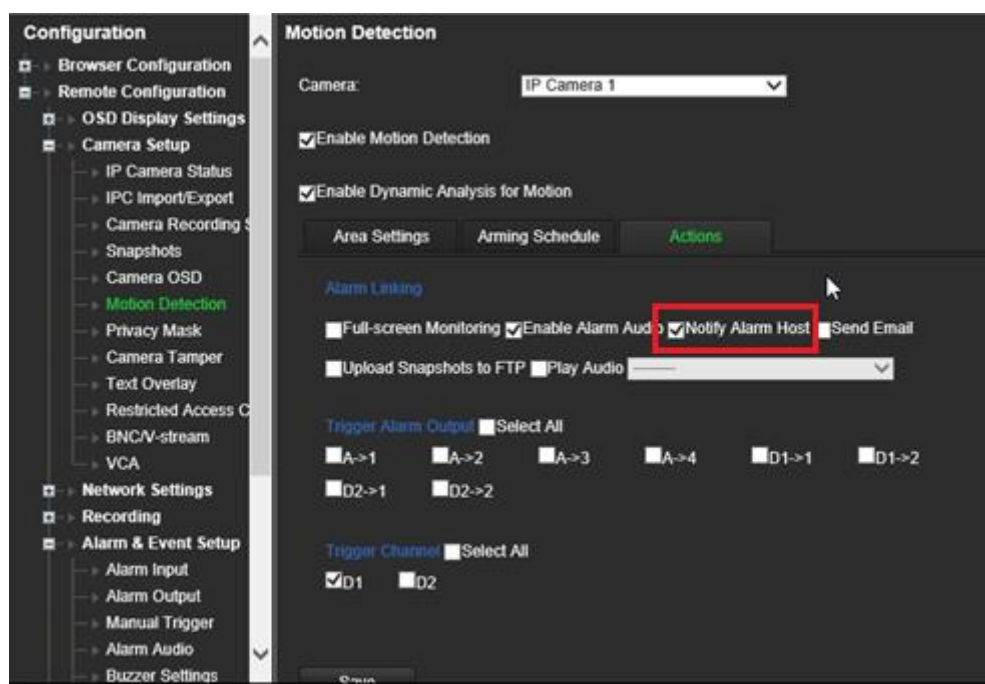 Configuration
Browser Configuration
Remote Configuration
OSD Display Settings
Camera Setup
IP Camera Status
IPC Import/Export
Camera Recording S
Snapshots
Camera OSD
Motion Detection
Privacy Mask
Camera Tamper
Text Overlay
Restricted Access C
BNC/V-stream
VCA
Network Settings
Recording
Alarm & Event Setup
Alarm Input
Alarm Output
Manual Trigger
Alarm Audio
Buzzer Settings
Motion Detection
Camera: IP Camera 1
Enable Motion Detection
Enable Dynamic Analysis for Motion
Area Settings Arming Schedule Actions
Alarm Linking
Full-screen Monitoring Enable Alarm Audio Notify Alarm Host Send Email
Upload Snapshots to FTP Play Audio
Trigger Alarm Output Select All
A->1 A->2 A->3 A->4 D1->1 D1->2
D2->1 D2->2
Trigger Channel Select All
D1 D2
Save